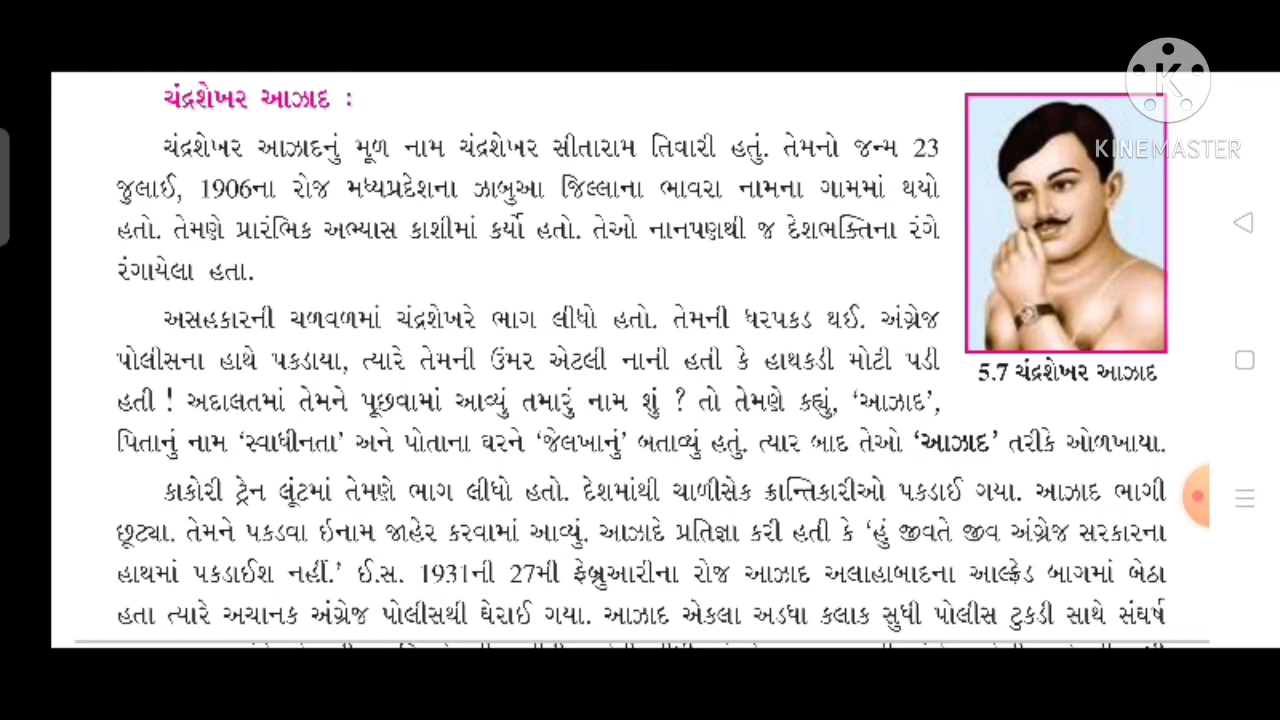 ચંદ્રશેખર આઝાદ :
ચંદ્રશેખર આઝાદનું મૂળ નામ ચંદ્રશેખર સીતારામ તિવારી હતું. તેમનો જન્મ 23
જુલાઈ, 1906ના રોજ મધ્યપ્રદેશના ઝાબુઆ જિલ્લાના ભાવરા નામના ગામમાં થયો
હતો. તેમણે પ્રારંભિક અભ્યાસ કાશીમાં કર્યો હતો. તેઓ નાનપણથી જ દેશભક્તિના રંગે
રંગાયેલા હતા.
અસહકારની ચળવળમાં ચંદ્રશેખરે ભાગ લીધો હતો. તેમની ધરપકડ થઈ. અંગ્રેજ
પોલીસના હાથે પકડાયા, ત્યારે તેમની ઉંમર એટલી નાની હતી કે હાથકડી મોટી પડી
હતી ! અદાલતમાં તેમને પૂછવામાં આવ્યું તમારું નામ શું ? તો તેમણે કહ્યું, ‘આઝાદ’,
પિતાનું નામ ‘સ્વાધીનતા’ અને પોતાના ઘરને ‘જેલખાનું’ બતાવ્યું હતું. ત્યાર બાદ તેઓ ‘આઝાદ’ તરીકે ઓળખાયા.
કાકોરી ટ્રેન લૂંટમાં તેમણે ભાગ લીધો હતો. દેશમાંથી ચાળીસેક ક્રાન્તિકારીઓ પકડાઈ ગયા. આઝાદ ભાગી
છૂટ્યા. તેમને પકડવા ઇનામ જાહેર કરવામાં આવ્યું. આઝાદે પ્રતિજ્ઞા કરી હતી કે ‘હું જીવતે જીવ અંગ્રેજ સરકારના
હાથમાં પકડાઈશ નહીં.’ ઈ.સ. 1931ની 27મી ફેબ્રુઆરીના રોજ આઝાદ અલાહાબાદના આલ્ફ્રેડ બાગમાં બેઠા
હતા ત્યારે અચાનક અંગ્રેજ પોલીસથી ઘેરાઈ ગયા. આઝાદ એકલા અડધા કલાક સુધી પોલીસ ટુકડી સાથે સંઘર્ષ
5.7 ચંદ્રશેખર આઝાદ
K
KINEMASTER